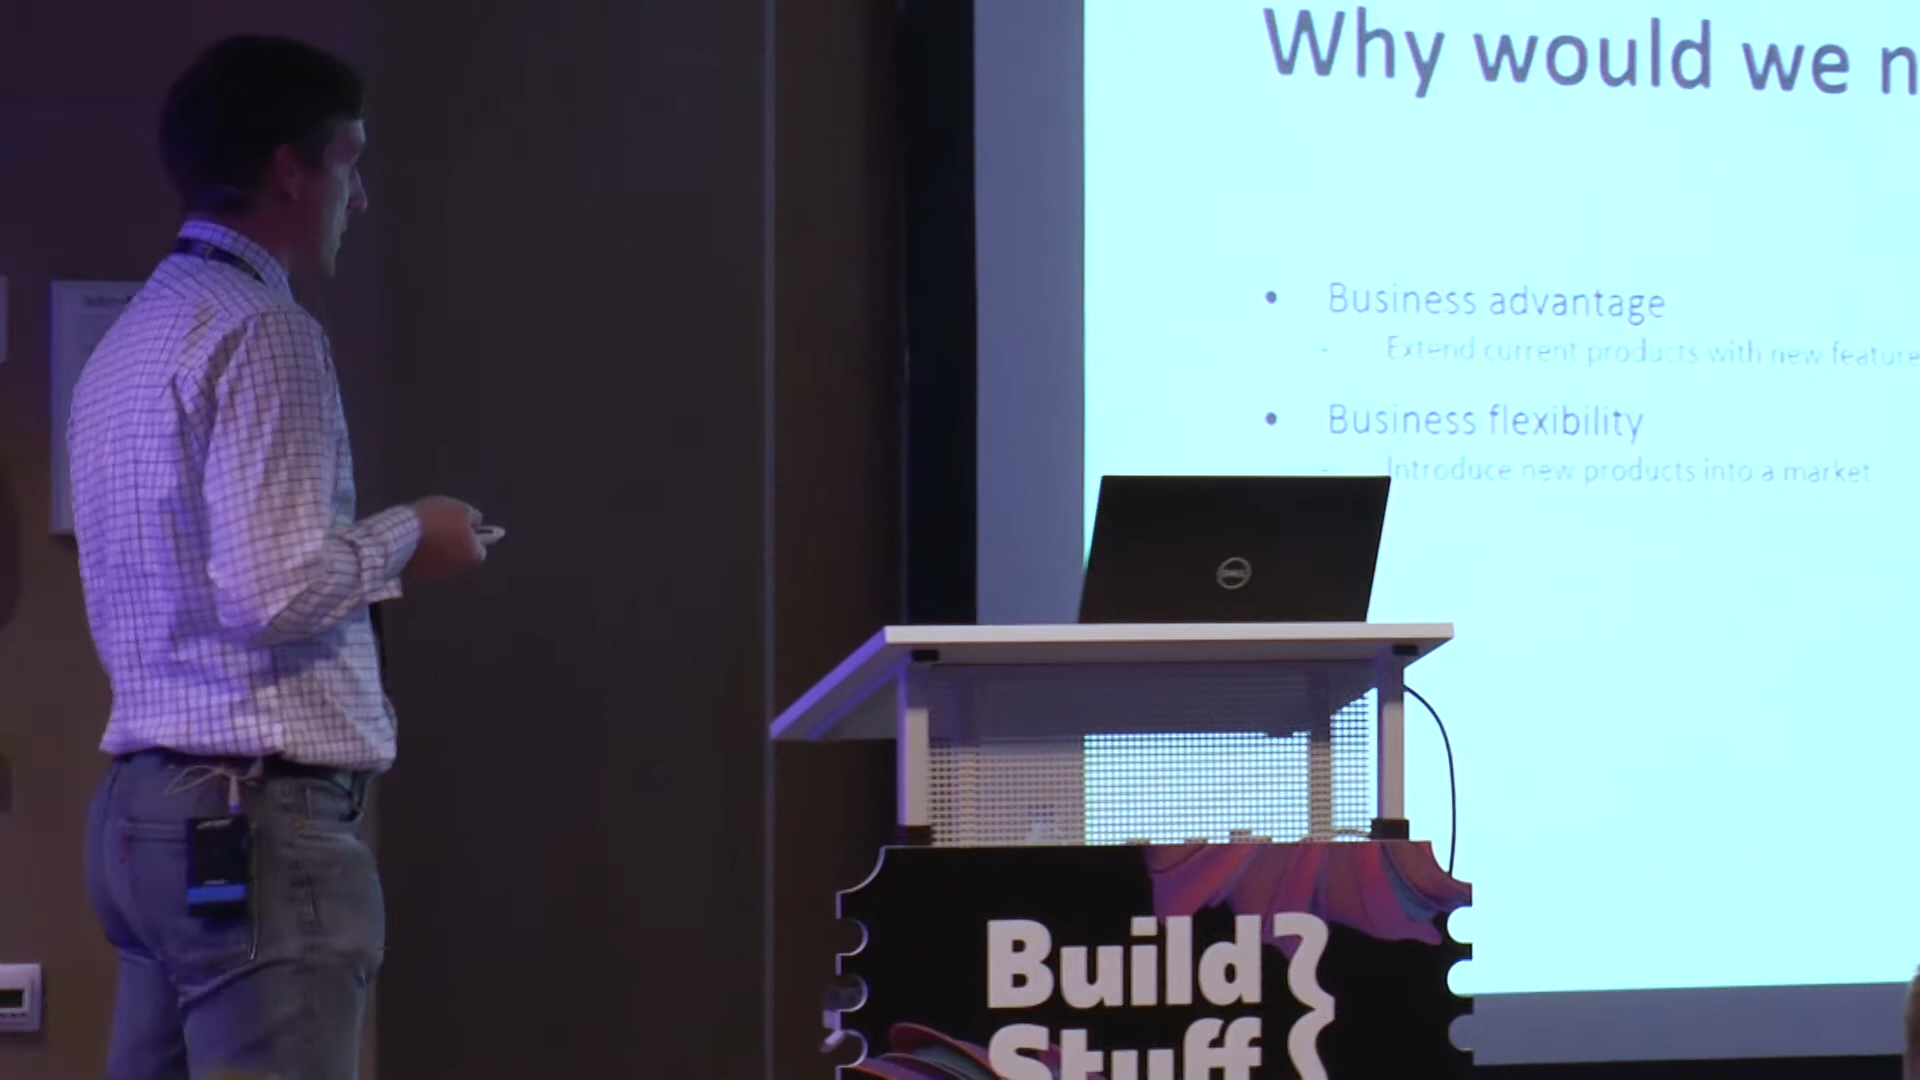 Why would we n
• Business advantage
- Extend current products with new feature
• Business flexibility
- Introduce new products into a market
DELL
Build
Stuff